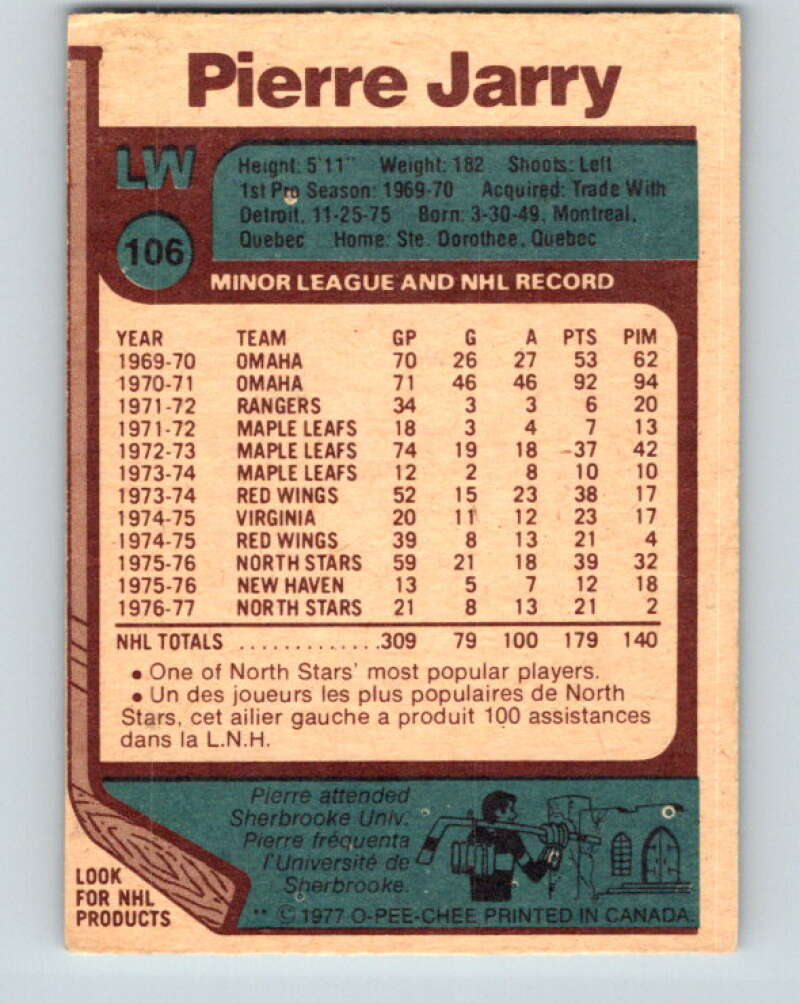 Pierre Jarry
LW
106
Height: 5'11" Weight: 182 Shoots: Left
1st Pro Season: 1969-70 Acquired: Trade With
Detroit, 11-25-75 Born: 3-30-49, Montreal,
Quebec Home: Ste. Dorothee, Quebec
MINOR LEAGUE AND NHL RECORD
YEAR TEAM GP G A PTS PIM
1969-70 OMAHA 70 26 27 53 62
1970-71 OMAHA 71 46 46 92 94
1971-72 RANGERS 34 3 3 6 20
1971-72 MAPLE LEAFS 18 3 4 7 13
1972-73 MAPLE LEAFS 74 19 18 37 42
1973-74 MAPLE LEAFS 12 2 8 10 10
1973-74 RED WINGS 52 15 23 38 17
1974-75 VIRGINIA 20 11 12 23 17
1974-75 RED WINGS 39 8 13 21 4
1975-76 NORTH STARS 59 21 18 39 32
1975-76 NEW HAVEN 13 5 7 12 18
1976-77 NORTH STARS 21 8 13 21 2
NHL TOTALS .............309 79 100 179 140
• One of North Stars' most popular players.
• Un des joueurs les plus populaires de North
Stars, cet ailier gauche a produit 100 assistances
dans la L.N.H.
Pierre attended
Sherbrooke Univ.
Pierre fréquenta
l'Université de
Sherbrooke.
LOOK
FOR NHL
PRODUCTS
** © 1977 O-PEE-CHEE PRINTED IN CANADA.